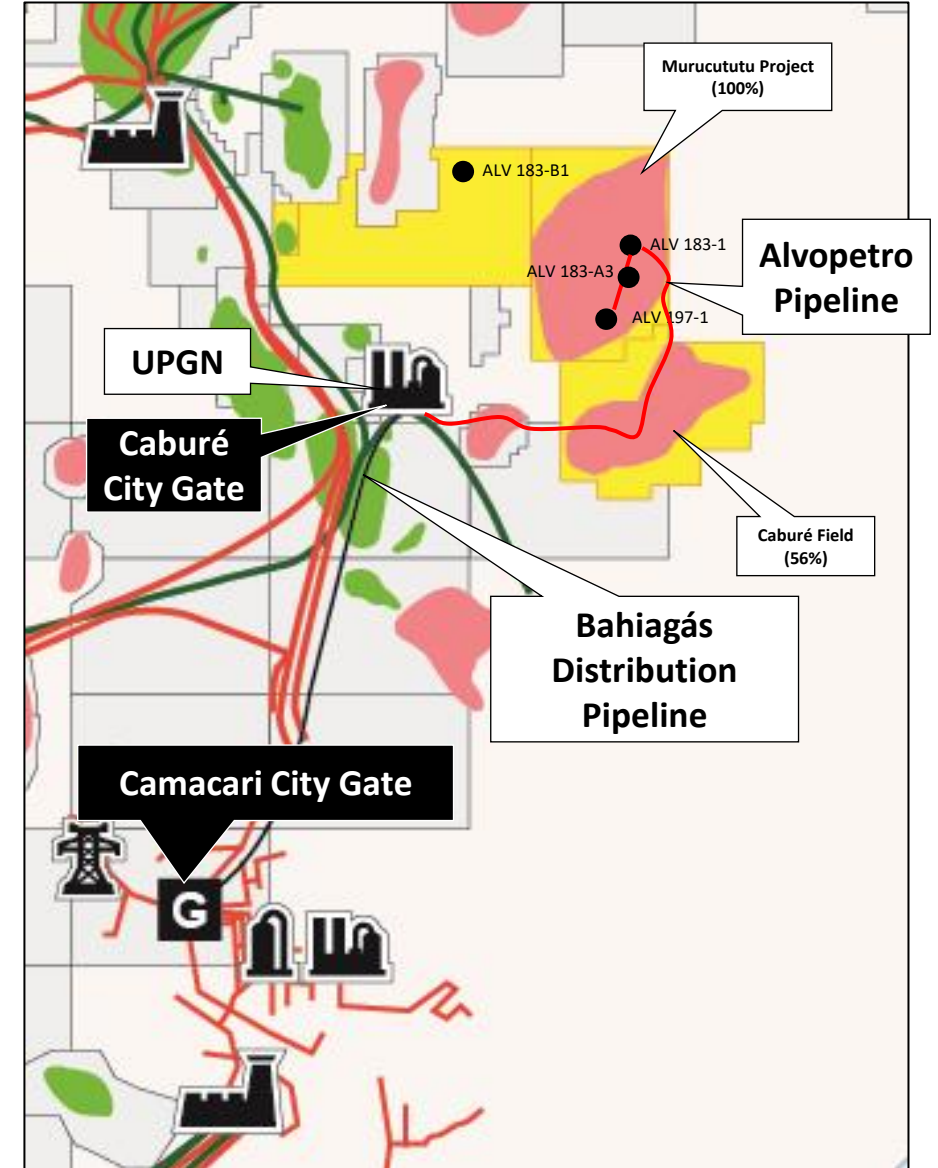 Murucututu Project
(100%)
ALV 183-B1
ALV 183-1
Alvopetro
Pipeline
ALV 183-A3
ALV 197-1
UPGN
Caburé
City Gate
Caburé Field
(56%)
Bahiagás
Distribution
Pipeline
Camacari City Gate
G